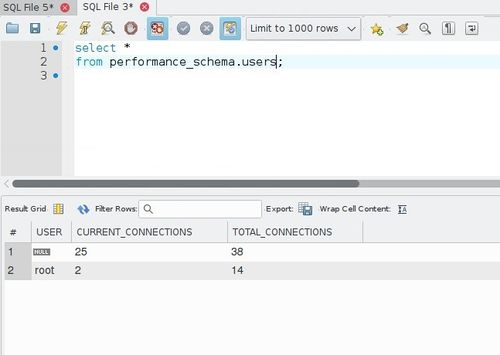 SQL File 5*
SQL File 3*
Limit to 1000 rows
1 select *
2 from performance_schema.users;
3
Result Grid Filter Rows: Export: Wrap Cell Content:
# USER CURRENT_CONNECTIONS TOTAL_CONNECTIONS
1 NULL 25 38
2 root 2 14